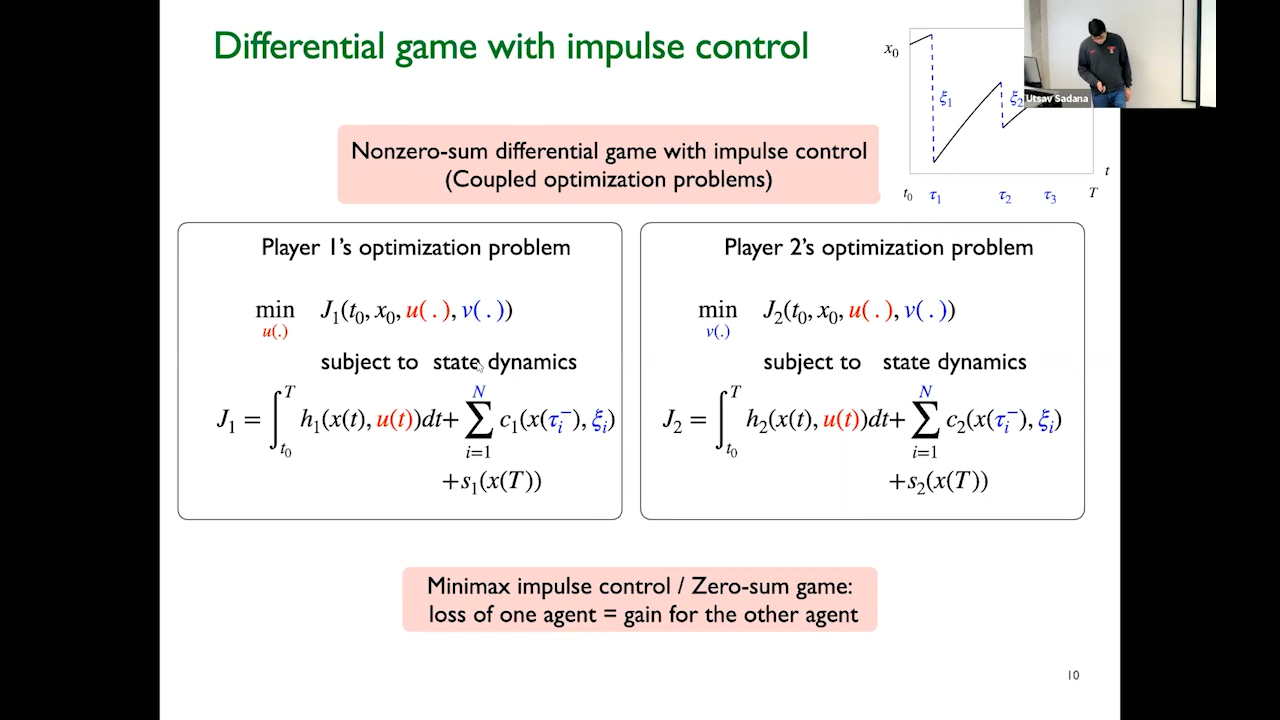 Differential game with impulse control
x₀
ξ₁
ξ₂
Utsav Sadana
t
t₀ τ₁ τ₂ τ₃ T
Nonzero-sum differential game with impulse control
(Coupled optimization problems)
Player 1's optimization problem
min J₁(t₀, x₀, u(.), v(.))
u(.)
subject to state dynamics
J₁ = ∫_{t₀}^{T} h₁(x(t), u(t))dt+ ∑_{i=1}^{N} c₁(x(τᵢ⁻), ξᵢ)
+s₁(x(T))
Player 2's optimization problem
min J₂(t₀, x₀, u(.), v(.))
v(.)
subject to state dynamics
J₂ = ∫_{t₀}^{T} h₂(x(t), u(t))dt+ ∑_{i=1}^{N} c₂(x(τᵢ⁻), ξᵢ)
+s₂(x(T))
Minimax impulse control / Zero-sum game:
loss of one agent = gain for the other agent
10